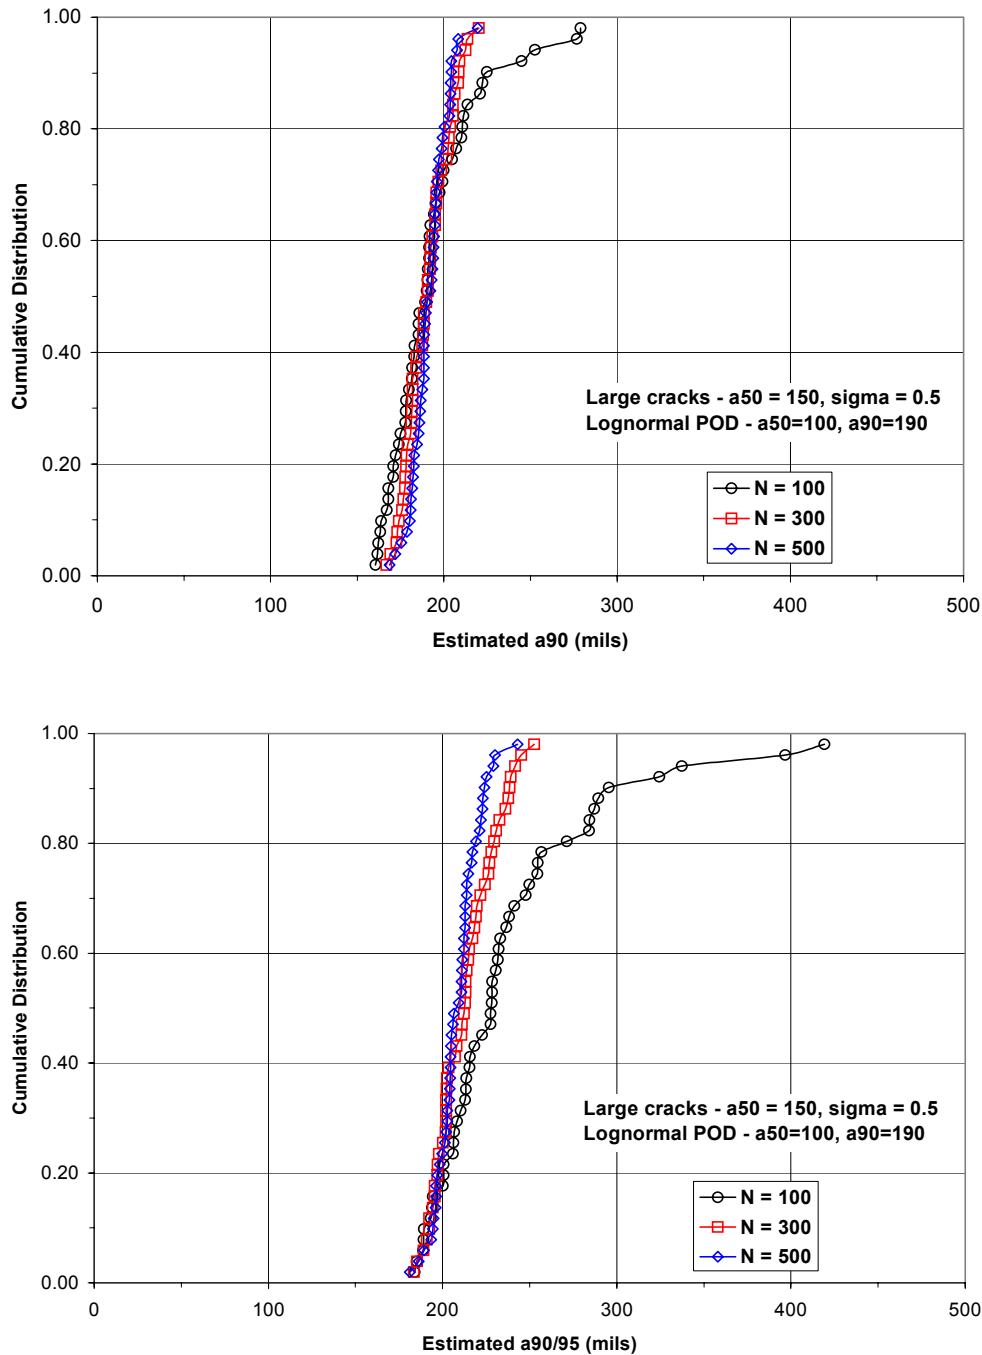 1.00
0.80
0.60
0.40
0.20
0.00
Cumulative Distribution
Large cracks - a50 = 150, sigma = 0.5
Lognormal POD - a50=100, a90=190
N = 100
N = 300
N = 500
0 100 200 300 400 500
Estimated a90 (mils)
1.00
0.80
0.60
0.40
0.20
0.00
Cumulative Distribution
Large cracks - a50 = 150, sigma = 0.5
Lognormal POD - a50=100, a90=190
N = 100
N = 300
N = 500
0 100 200 300 400 500
Estimated a90/95 (mils)